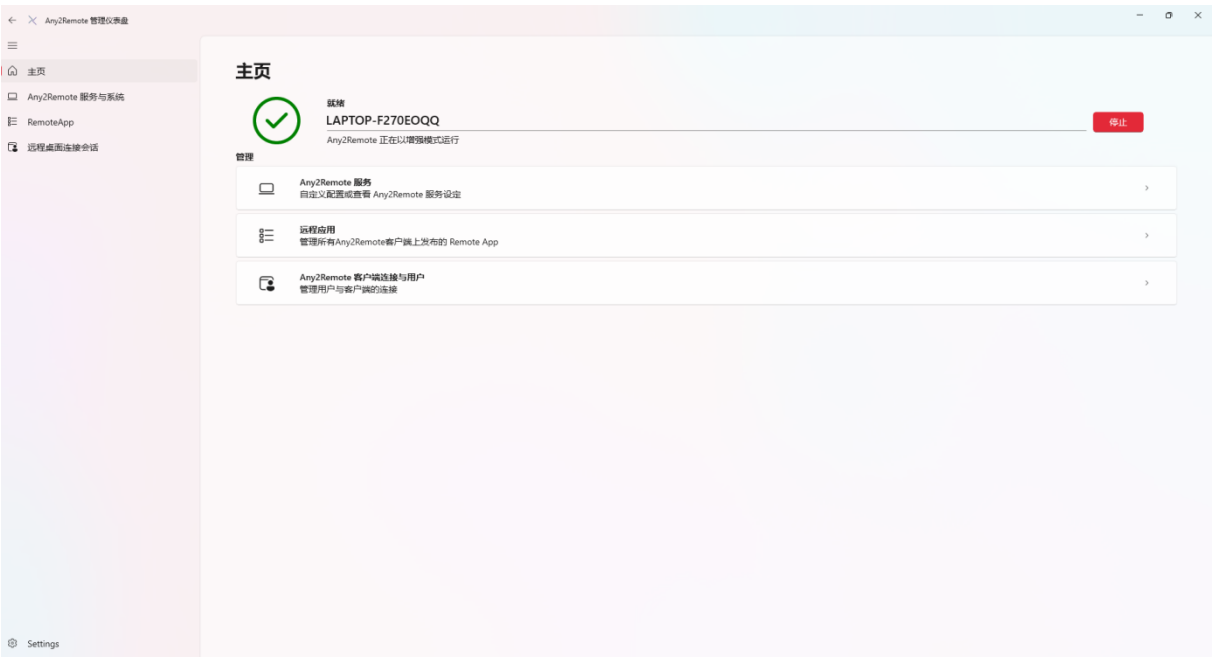 Any2Remote 管理仪表盘
主页
Any2Remote 服务与系统
RemoteApp
远程桌面连接会话
Settings
主页
就绪
LAPTOP-F270EOQQ
Any2Remote 正在以增强模式运行
停止
管理
Any2Remote 服务
自定义配置或查看 Any2Remote 服务设定
远程应用
管理所有Any2Remote客户端上发布的 Remote App
Any2Remote 客户端连接与用户
管理用户与客户端的连接